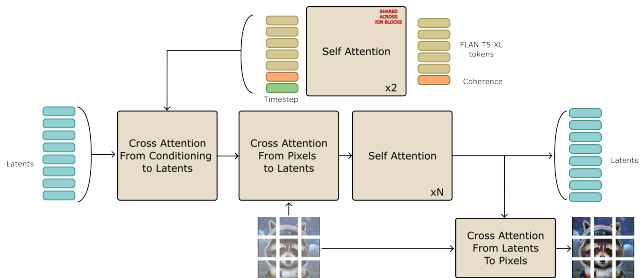 SHARED
ACROSS
RIN BLOCKS
Self Attention
x2
FLAN T5 XL
tokens
Coherence
Timestep
Latents
Cross Attention
From Conditioning
to Latents
Cross Attention
From Pixels
to Latents
Self Attention
xN
Latents
Cross Attention
From Latents
To Pixels